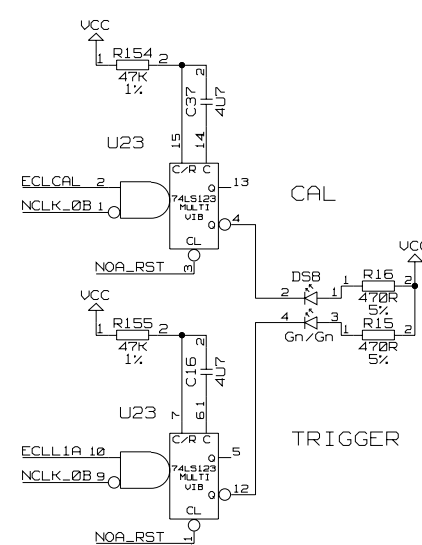 VCC
1 R154 2
47K
1%
2
C37
4U7
15
14
U23
C/R C
ECLCAL 2
NCLK_0B 1
74LS123
MULTI
VIB
Q 13
Q 4
CL
3
NOA_RST
CAL
VCC
DS8
2 1
1 R16 2
470R
5%
4 3
Gn/Gn
1 R15 2
470R
5%
VCC
1 R155 2
47K
1%
2
C16
4U7
1
7
6
U23
C/R C
ECLL1A 10
NCLK_0B 9
74LS123
MULTI
VIB
Q 5
Q 12
CL
1
NOA_RST
TRIGGER